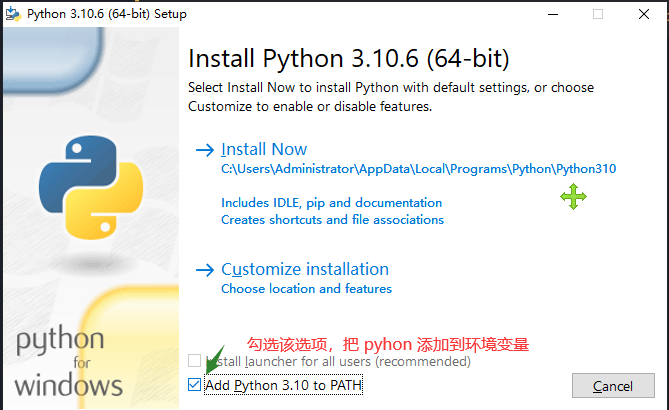 Python 3.10.6 (64-bit) Setup
Install Python 3.10.6 (64-bit)
Select Install Now to install Python with default settings, or choose
Customize to enable or disable features.
Install Now
C:\Users\Administrator\AppData\Local\Programs\Python\Python310
Includes IDLE, pip and documentation
Creates shortcuts and file associations
Customize installation
Choose location and features
勾选该选项，把 pyhon 添加到环境变量
Install launcher for all users (recommended)
Add Python 3.10 to PATH
python
for
windows
Cancel